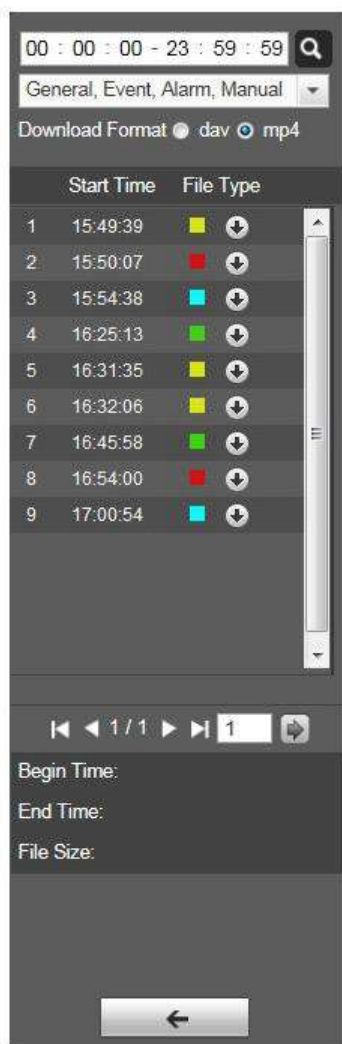 00 : 00 : 00 - 23 : 59 : 59
General, Event, Alarm, Manual
Download Format dav mp4
Start Time File Type
1 15:49:39
2 15:50:07
3 15:54:38
4 16:25:13
5 16:31:35
6 16:32:06
7 16:45:58
8 16:54:00
9 17:00:54
1 / 1 1
Begin Time:
End Time:
File Size: